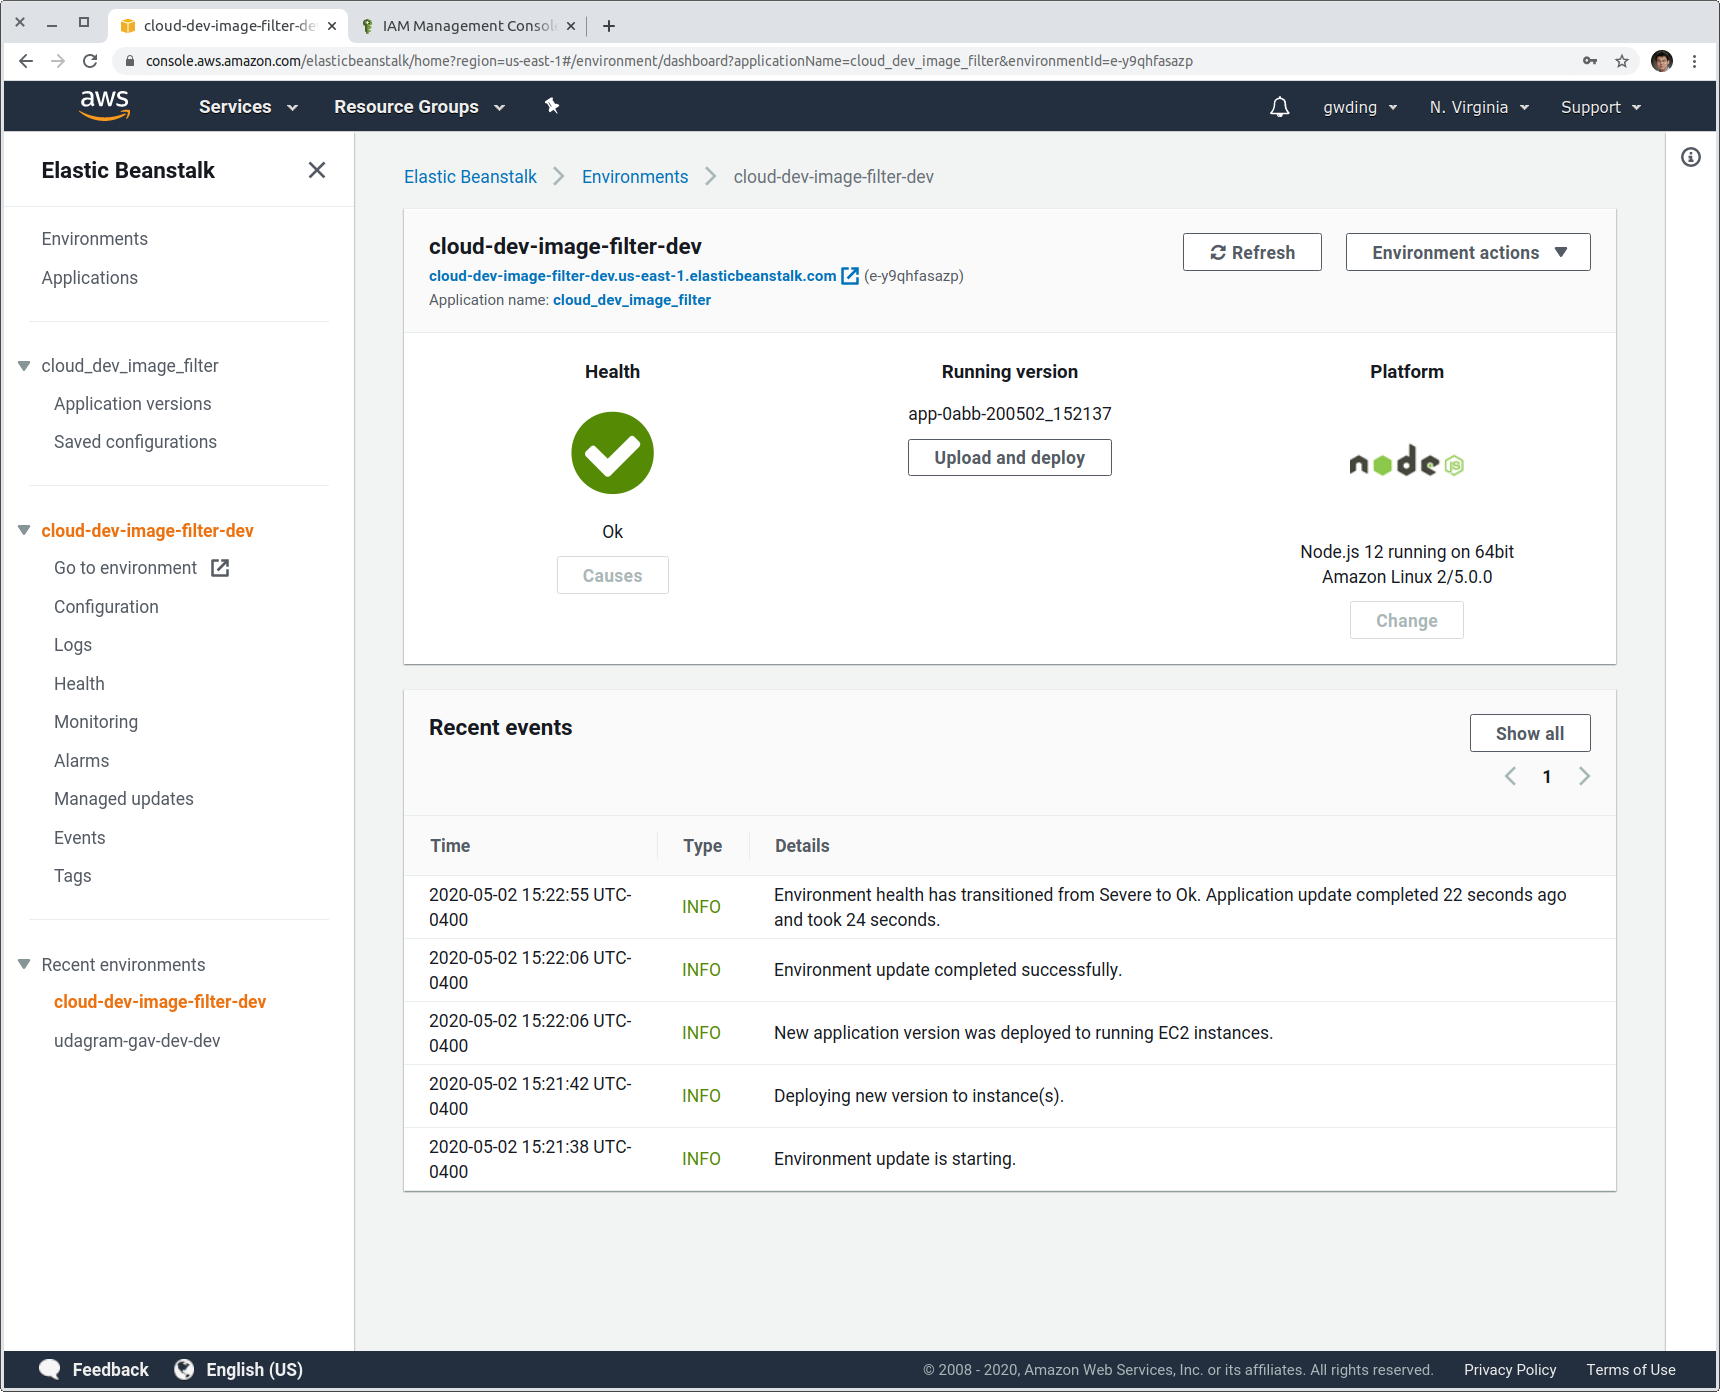 cloud-dev-image-filter-de
IAM Management Consol
console.aws.amazon.com/elasticbeanstalk/home?region=us-east-1#/environment/dashboard?applicationName=cloud_dev_image_filter&environmentId=e-y9qhfasazp
aws
Services
Resource Groups
gwding
N. Virginia
Support
Elastic Beanstalk
Environments
Applications
cloud_dev_image_filter
Application versions
Saved configurations
cloud-dev-image-filter-dev
Go to environment
Configuration
Logs
Health
Monitoring
Alarms
Managed updates
Events
Tags
Recent environments
cloud-dev-image-filter-dev
udagram-gav-dev-dev
Elastic Beanstalk
Environments
cloud-dev-image-filter-dev
cloud-dev-image-filter-dev
cloud-dev-image-filter-dev.us-east-1.elasticbeanstalk.com (e-y9qhfasazp)
Application name: cloud_dev_image_filter
Refresh
Environment actions
Health
Ok
Causes
Running version
app-0abb-200502_152137
Upload and deploy
Platform
node
JS
Node.js 12 running on 64bit
Amazon Linux 2/5.0.0
Change
Recent events
Show all
1
Time Type Details
2020-05-02 15:22:55 UTC-
0400
INFO
Environment health has transitioned from Severe to Ok. Application update completed 22 seconds ago
and took 24 seconds.
2020-05-02 15:22:06 UTC-
0400
INFO
Environment update completed successfully.
2020-05-02 15:22:06 UTC-
0400
INFO
New application version was deployed to running EC2 instances.
2020-05-02 15:21:42 UTC-
0400
INFO
Deploying new version to instance(s).
2020-05-02 15:21:38 UTC-
0400
INFO
Environment update is starting.
Feedback
English (US)
© 2008 - 2020, Amazon Web Services, Inc. or its affiliates. All rights reserved.
Privacy Policy
Terms of Use